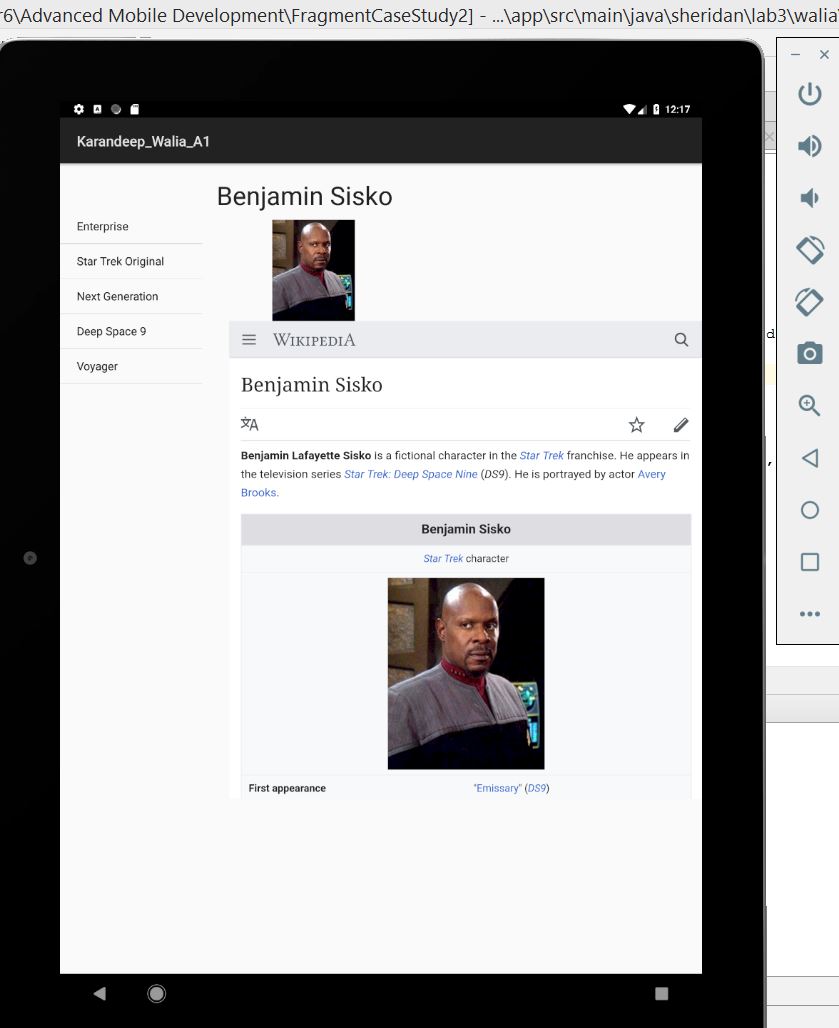 r6\Advanced Mobile Development\FragmentCaseStudy2] - ...\app\src\main\java\sheridan\lab3\walia
12:17
Karandeep_Walia_A1
Benjamin Sisko
Enterprise
Star Trek Original
Next Generation
Deep Space 9
Voyager
WIKIPEDIA
Benjamin Sisko
Benjamin Lafayette Sisko is a fictional character in the Star Trek franchise. He appears in
the television series Star Trek: Deep Space Nine (DS9). He is portrayed by actor Avery
Brooks.
Benjamin Sisko
Star Trek character
First appearance "Emissary" (DS9)